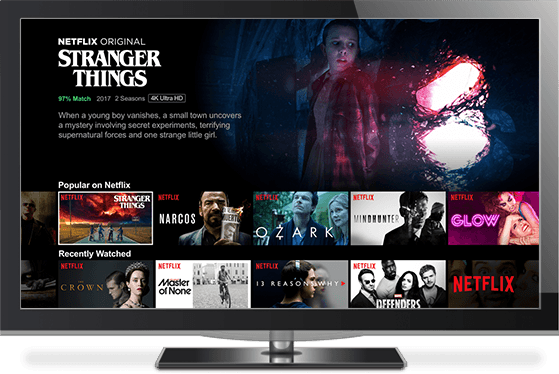 NETFLIX ORIGINAL
STRANGER
THINGS
97% Match 2017 2 Seasons 4K Ultra HD
When a young boy vanishes, a small town uncovers
a mystery involving secret experiments, terrifying
supernatural forces and one strange little girl.
Popular on Netflix
NETFLIX
STRANGER
THINGS
NETFLIX
NARCOS
NETFLIX
OZARK
NETFLIX
MINDHUNTER
NETFLIX
GLOW
Recently Watched
NETFLIX
THE
CROWN
NETFLIX
Master
of None
NETFLIX
13 REASONS WHY
NETFLIX
MARVEL
DEFENDERS
NETFLIX